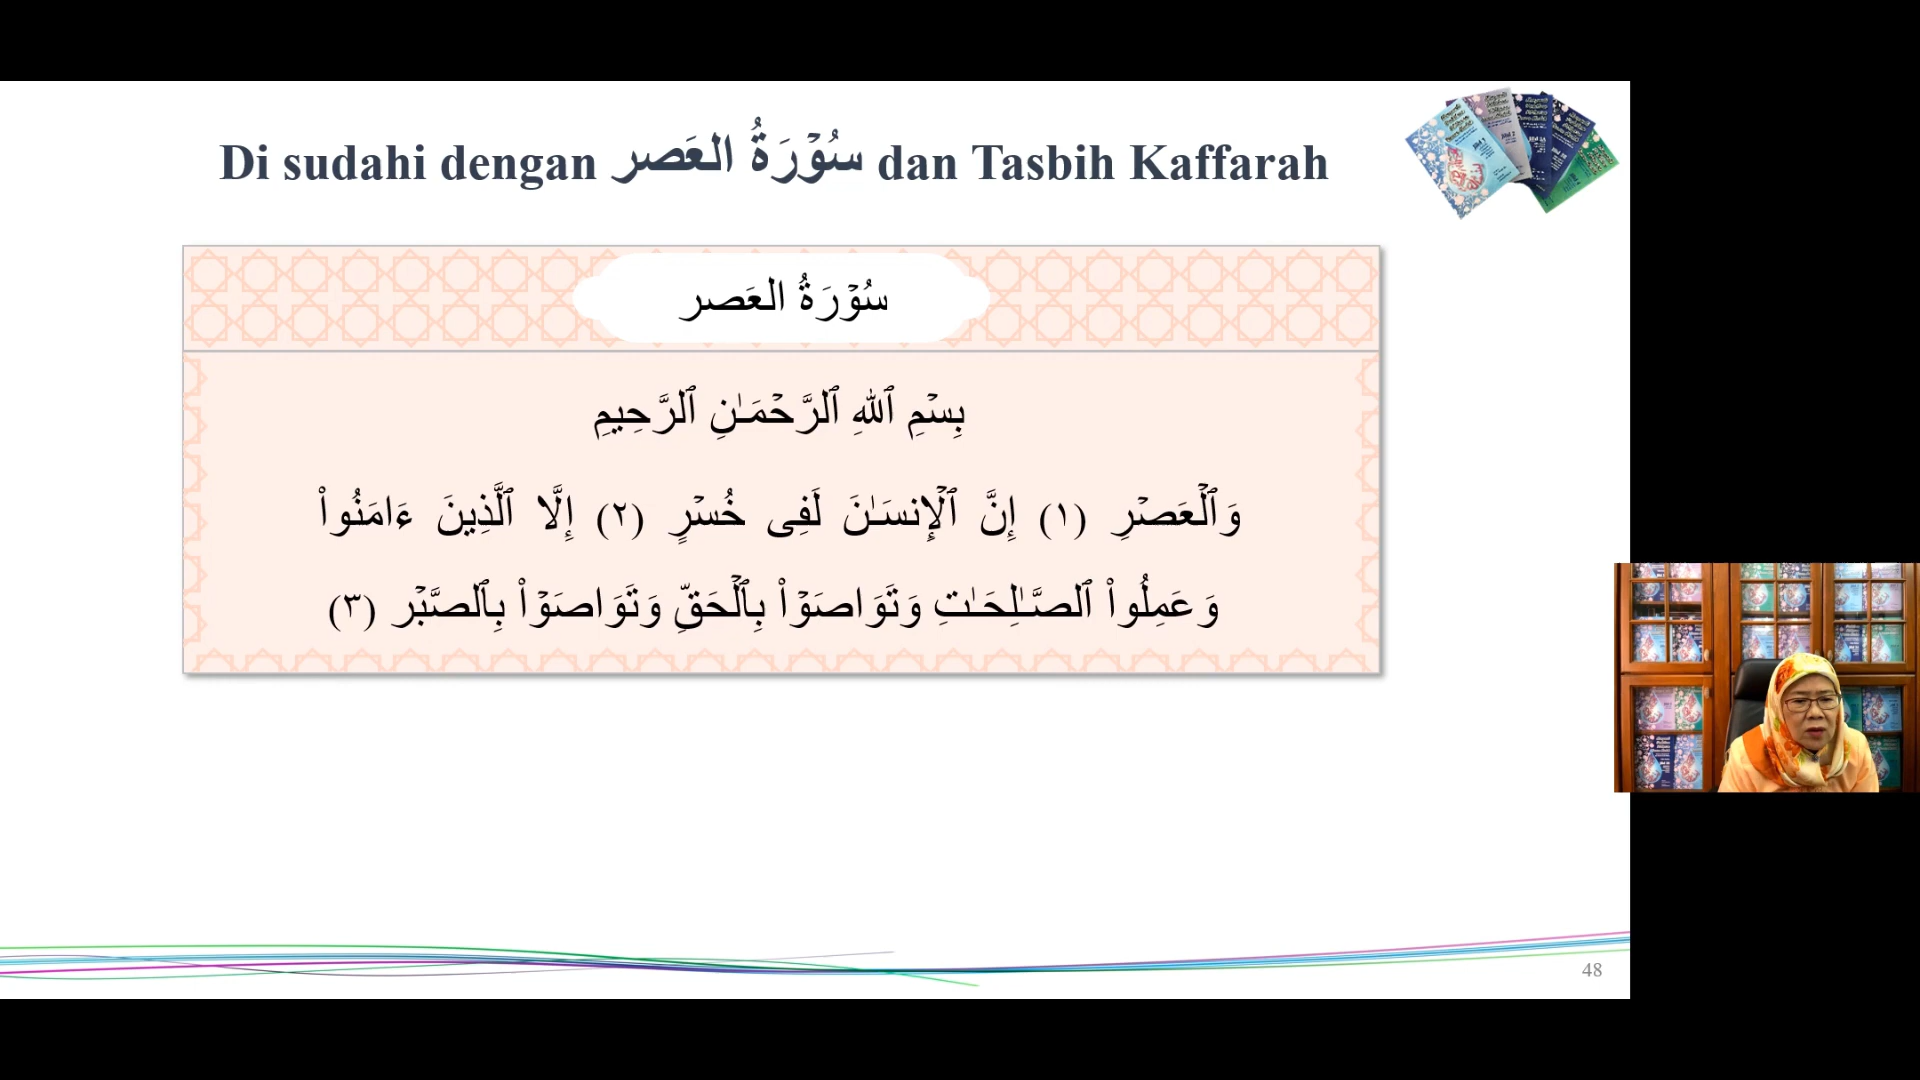 Di sudahi dengan سُوْرَةُ العَصر dan Tasbih Kaffarah
سُوْرَةُ العَصر
بِسْمِ ٱللهِ ٱلرَّحْمَـٰنِ ٱلرَّحِيمِ
وَٱلْعَصْرِ (١) إِنَّ ٱلْإِنسَـٰنَ لَفِى خُسْرٍ (٢) إِلَّا ٱلَّذِينَ ءَامَنُوا۟
وَعَمِلُوا۟ ٱلصَّـٰلِحَـٰتِ وَتَوَاصَوْا۟ بِٱلْحَقِّ وَتَوَاصَوْا۟ بِٱلصَّبْر (٣)
48